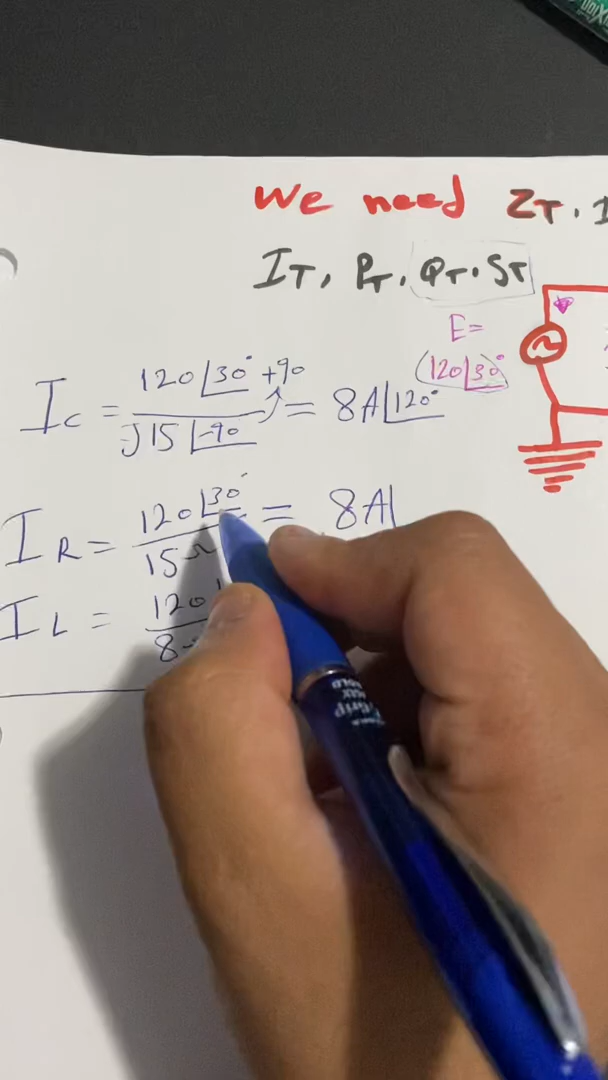 We need ZT. I
IT, PT. QT. ST
E=
120∠30°
IC = 120∠30° +90 / -J15∠-90 = 8A∠120°
IR = 120∠30° / 15Ω = 8A∠
IL = 120 / 8